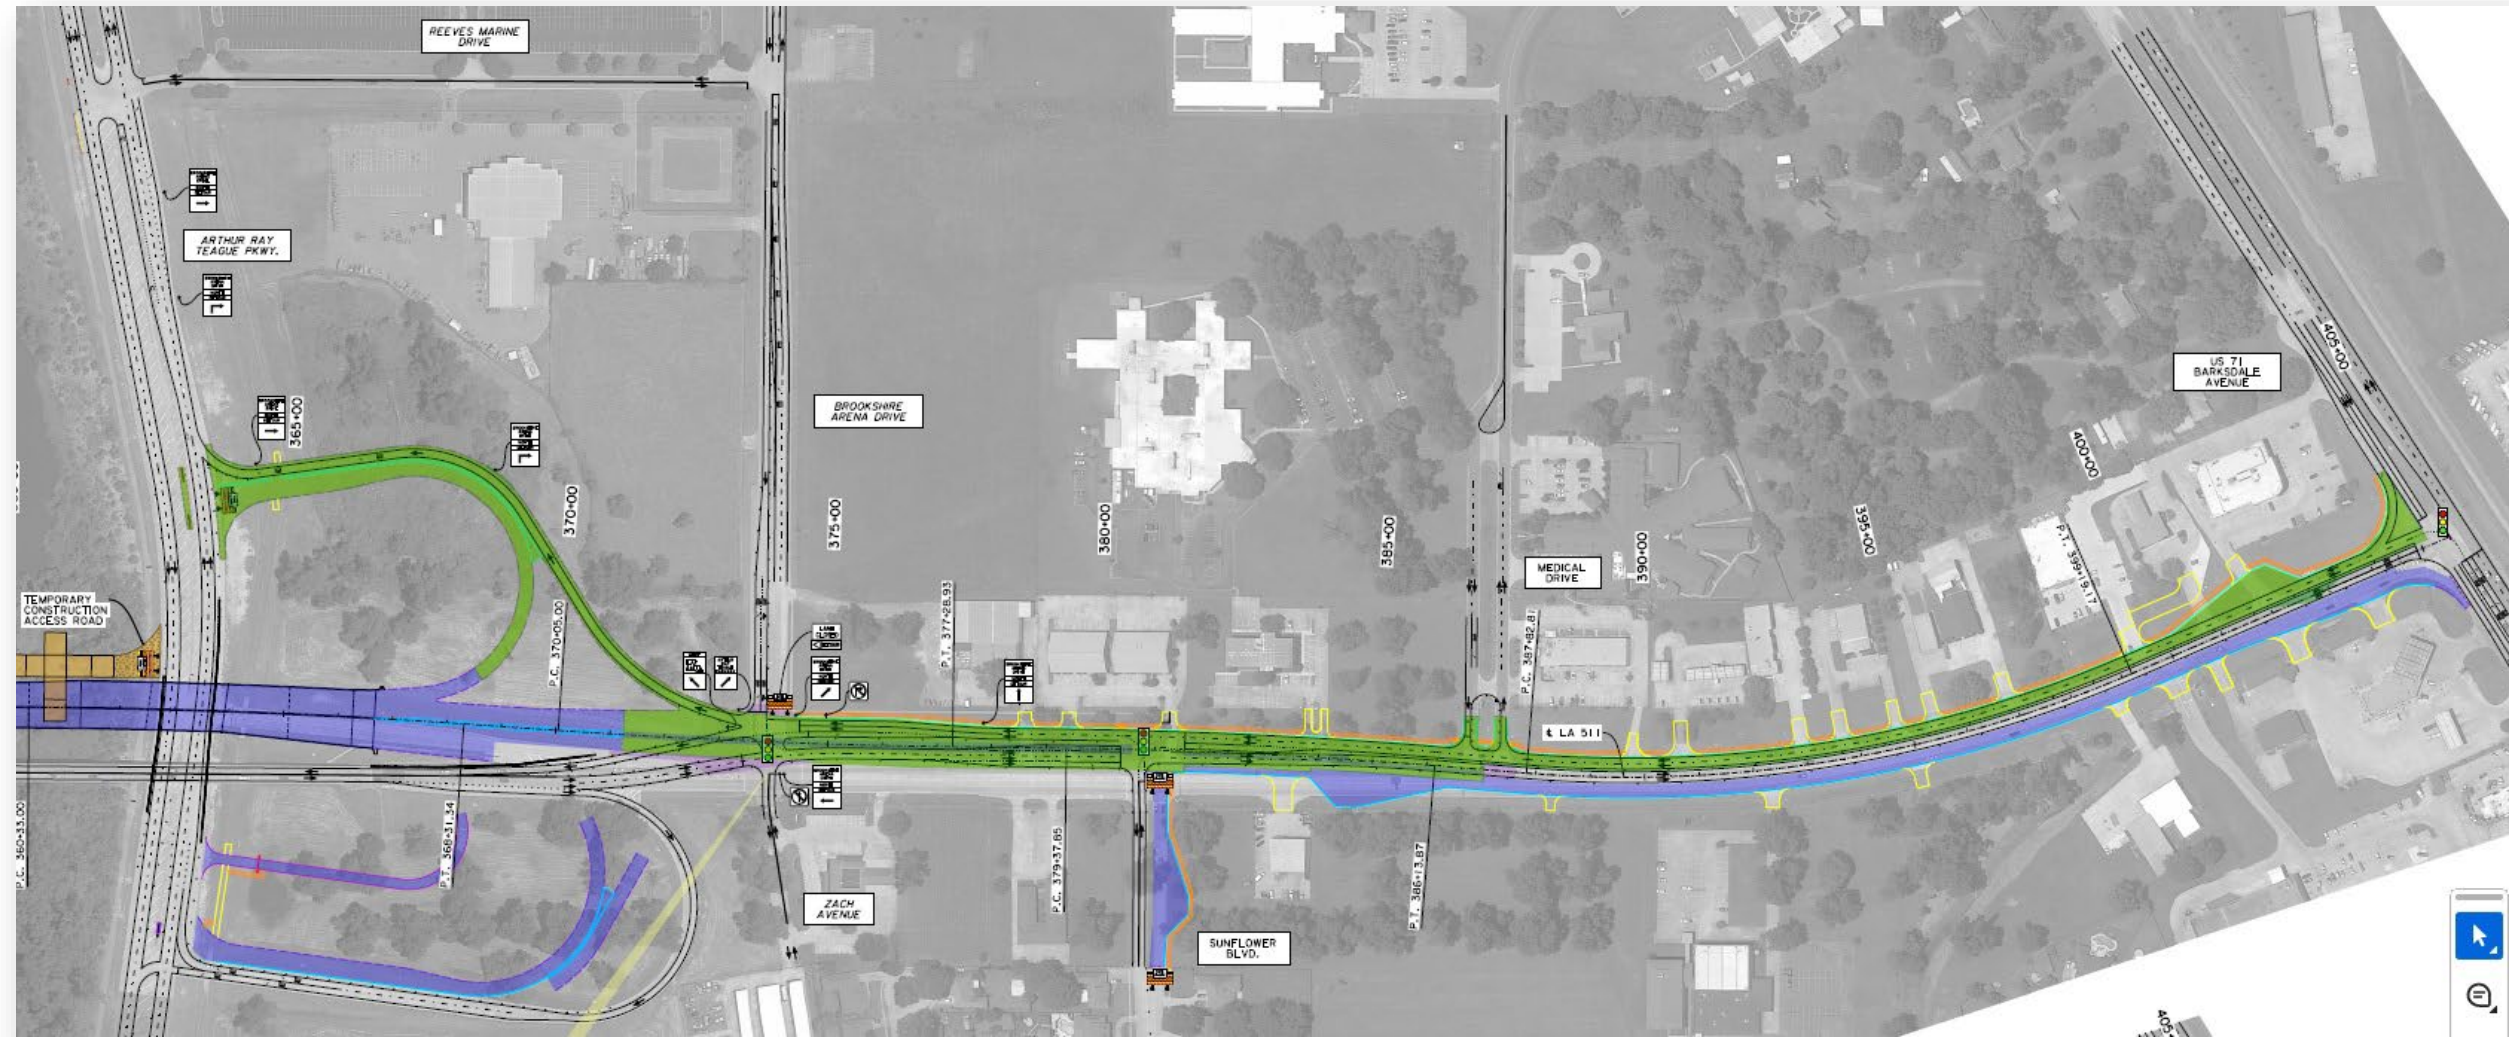 REEVES MARINE
DRIVE
ARTHUR RAY
TEAGUE PKWY.
365+00
370+00
BROOKSHIRE
ARENA DRIVE
375+00
380+00
385+00
MEDICAL
DRIVE
390+00
395+00
400+00
US 71
BARKSDALE
AVENUE
405+00
TEMPORARY
CONSTRUCTION
ACCESS ROAD
P.C. 360+33.00
P.T. 368+31.34
P.C. 370+05.00
P.T. 377+28.93
P.C. 379+37.85
P.T. 386+13.87
P.C. 387+82.81
P.T. 399+19.17
LA 511
ZACH
AVENUE
SUNFLOWER
BLVD.